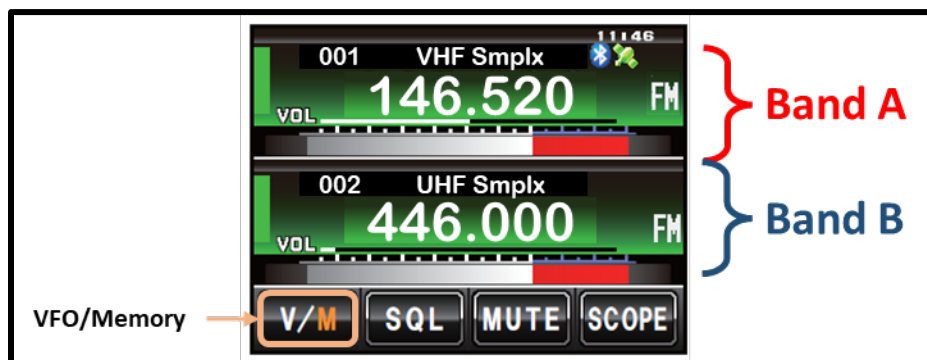 11:46
001 VHF Smplx
146.520 FM
VOL
Band A
002 UHF Smplx
446.000 FM
VOL
Band B
VFO/Memory
V/M SQL MUTE SCOPE